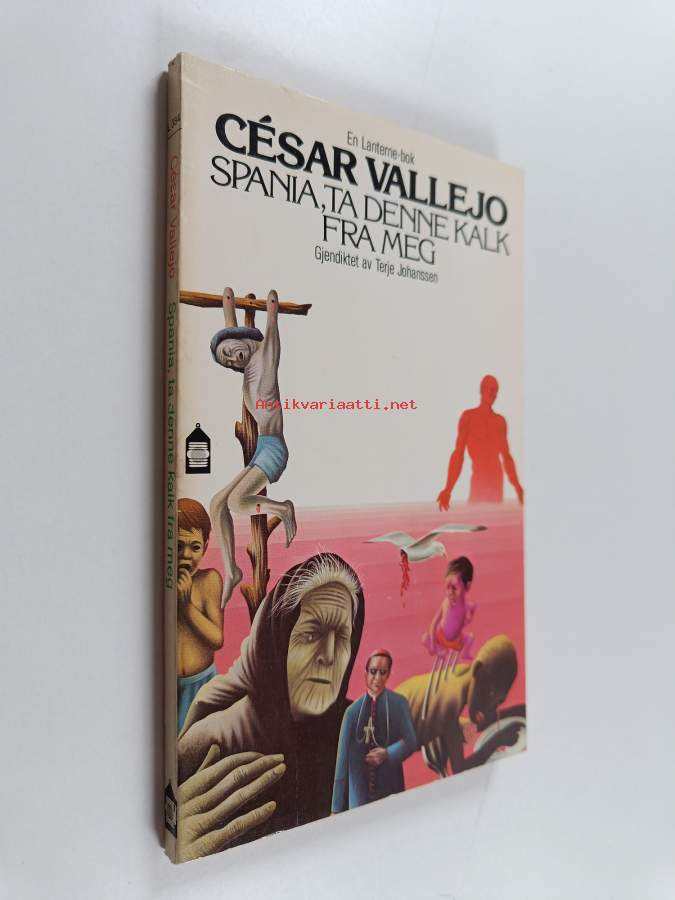 En Lanterne-bok
CÉSAR VALLEJO
SPANIA, TA DENNE KALK
FRA MEG
Gjendiktet av Terje Johanssen
César Vallejo Spania, ta denne kalk fra meg
Antikvariaatti.net